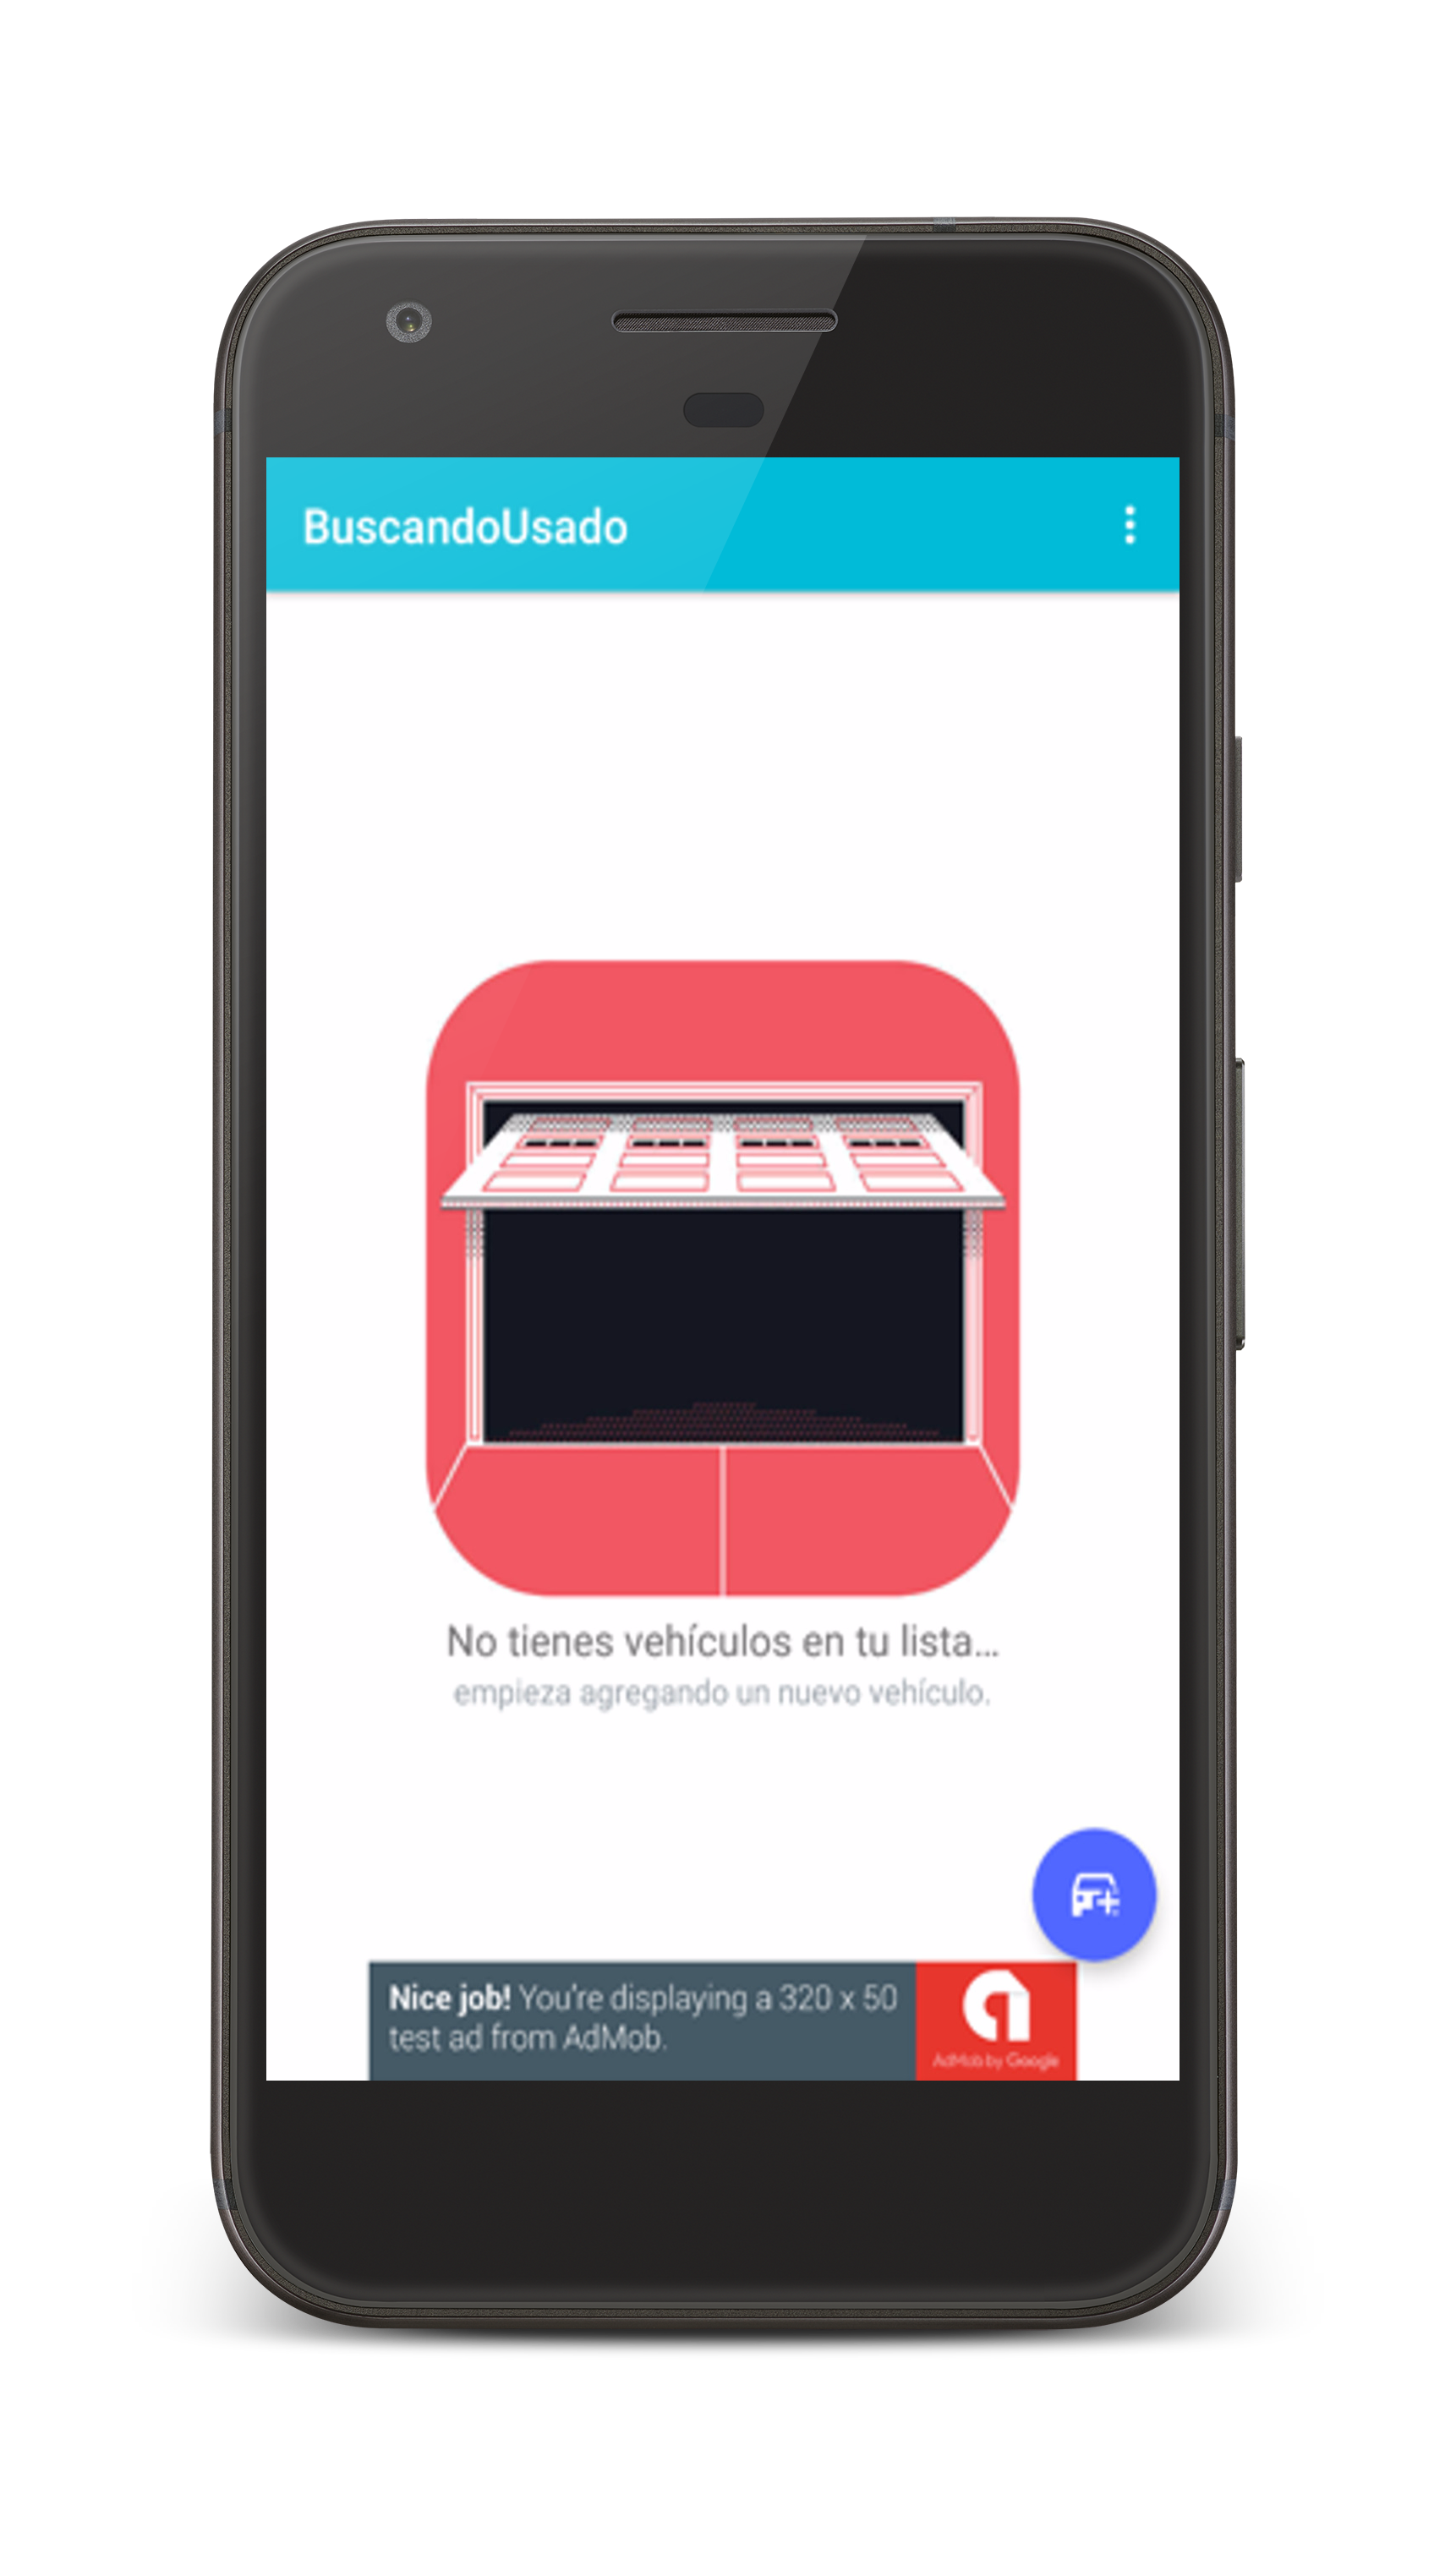 BuscandoUsado
No tienes vehículos en tu lista...
empieza agregando un nuevo vehículo.
Nice job! You're displaying a 320 x 50
test ad from AdMob.
AdMob by Google